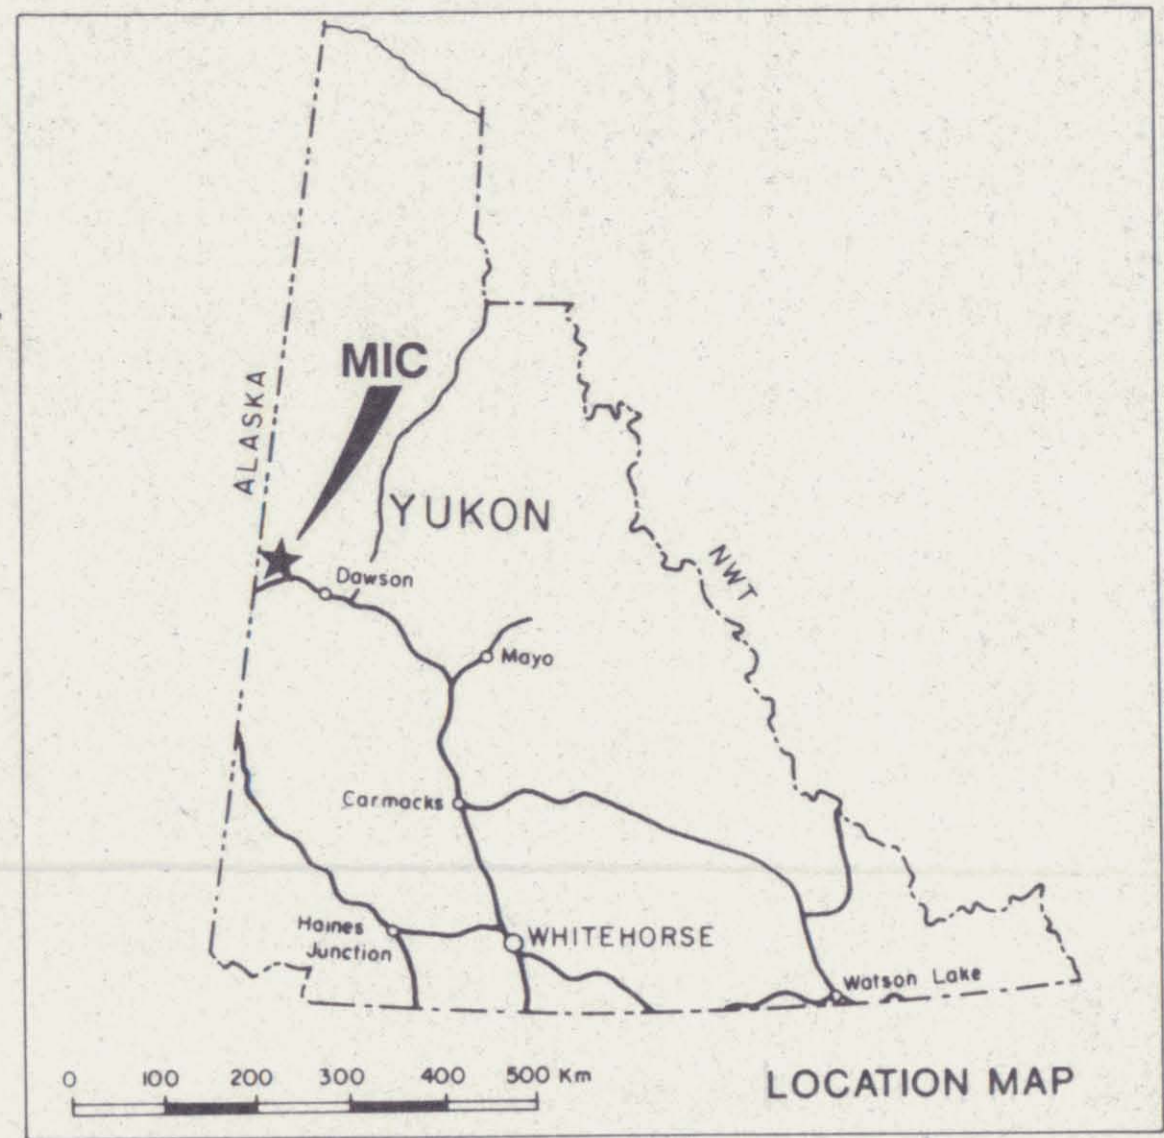 MIC
ALASKA
YUKON
NWT
Dawson
Mayo
Carmacks
Haines
Junction
WHITEHORSE
Watson Lake
0 100 200 300 400 500 Km
LOCATION MAP